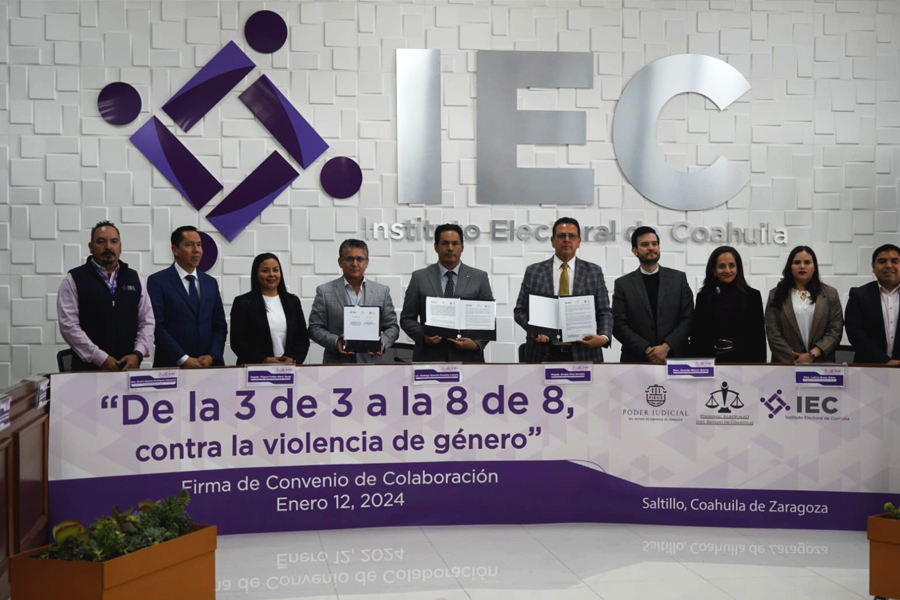 IEC
Instituto Electoral de Coahuila
“De la 3 de 3 a la 8 de 8,
contra la violencia de género”
Firma de Convenio de Colaboración
Enero 12, 2024
PODER JUDICIAL
IEC
Instituto Electoral de Coahuila
Saltillo, Coahuila de Zaragoza